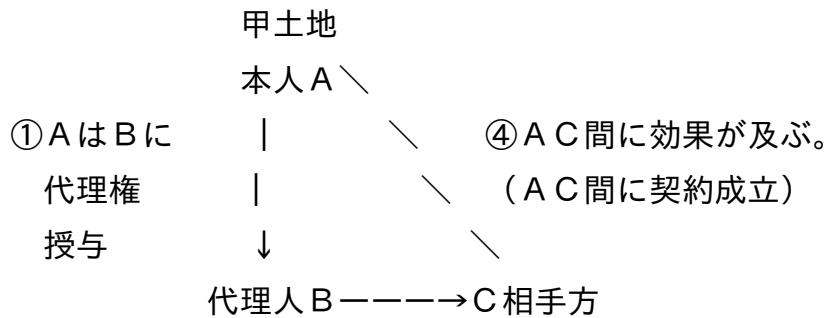 甲土地
本人A＼
①AはBに　｜　＼　④AC間に効果が及ぶ。
代理権　｜　＼　（AC間に契約成立）
授与　↓　＼
代理人B―――→C相手方